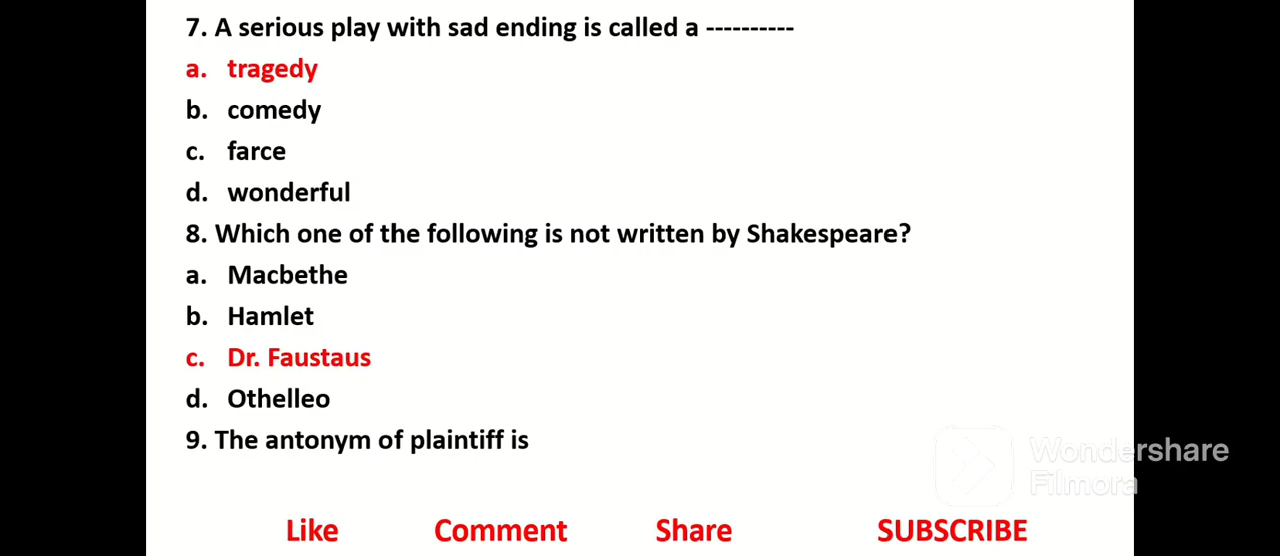 7. A serious play with sad ending is called a ----------
a. tragedy
b. comedy
c. farce
d. wonderful
8. Which one of the following is not written by Shakespeare?
a. Macbethe
b. Hamlet
c. Dr. Faustaus
d. Othelleo
9. The antonym of plaintiff is
Wondershare
Filmora
Like Comment Share SUBSCRIBE